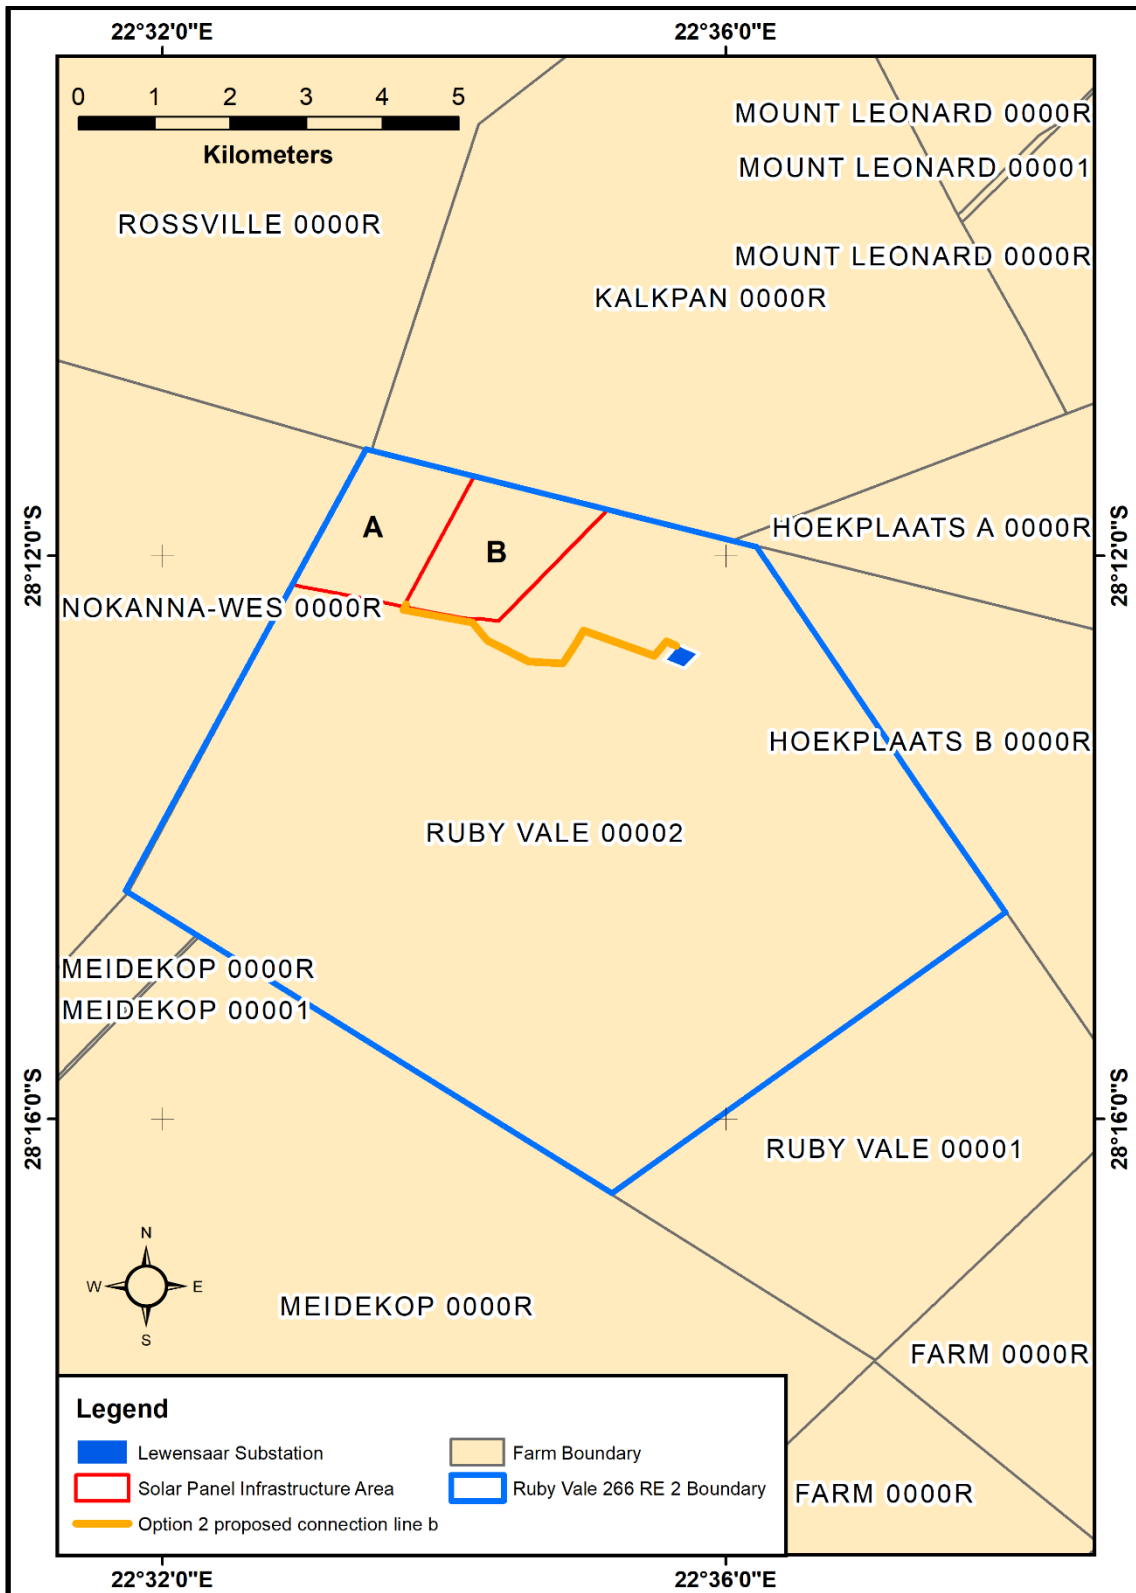 22°32'0"E
22°36'0"E
0 1 2 3 4 5
Kilometers
MOUNT LEONARD 0000R
MOUNT LEONARD 00001
ROSSVILLE 0000R
MOUNT LEONARD 0000R
KALKPAN 0000R
A
B
HOEKPLAATS A 0000R
28°12'0"S
28°12'0"S
NOKANNA-WES 0000R
HOEKPLAATS B 0000R
RUBY VALE 00002
MEIDEKOP 0000R
MEIDEKOP 00001
28°16'0"S
28°16'0"S
RUBY VALE 00001
N
W E
S
MEIDEKOP 0000R
FARM 0000R
FARM 0000R
Legend
Lewensaar Substation
Farm Boundary
Solar Panel Infrastructure Area
Ruby Vale 266 RE 2 Boundary
Option 2 proposed connection line b
22°32'0"E
22°36'0"E